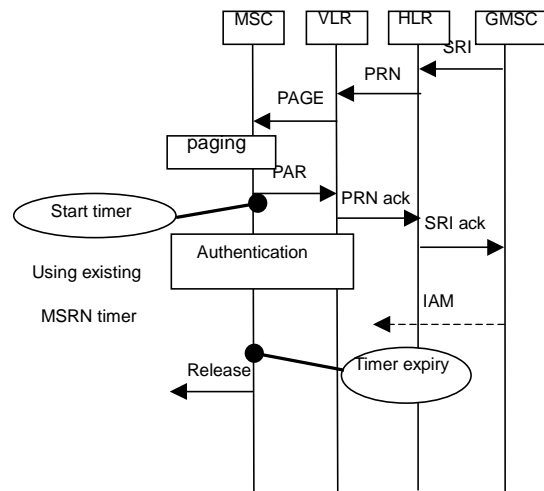 MSC
VLR
HLR
GMSC
SRI
PRN
PAGE
paging
PAR
Start timer
PRN ack
SRI ack
Authentication
Using existing
MSRN timer
IAM
Timer expiry
Release